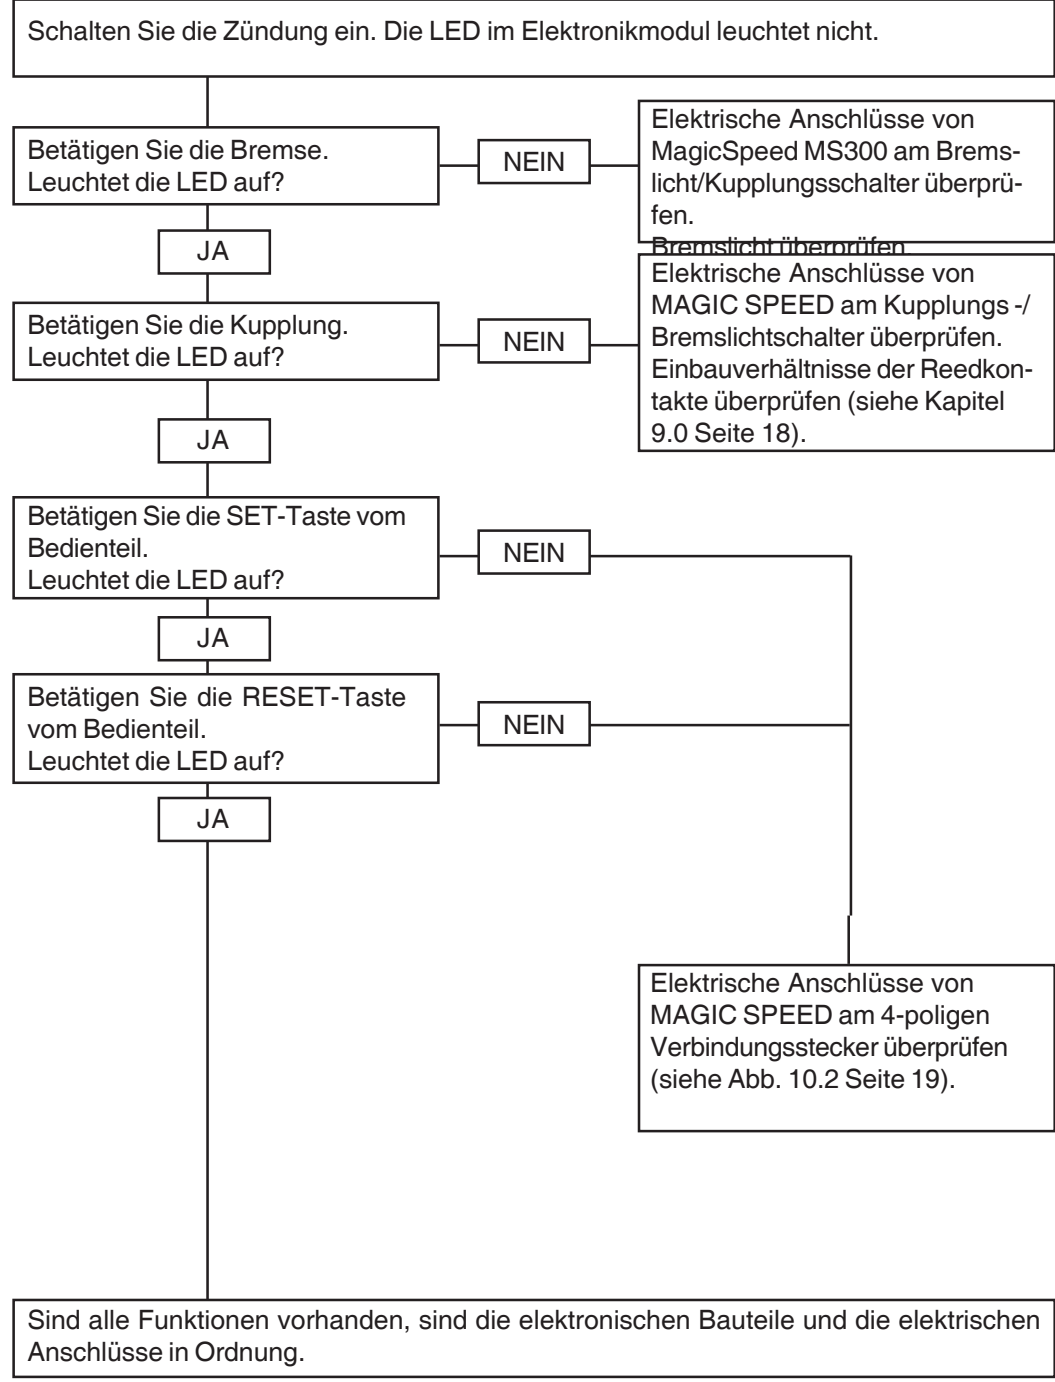 Schalten Sie die Zündung ein. Die LED im Elektronikmodul leuchtet nicht.
Betätigen Sie die Bremse.
Leuchtet die LED auf?
NEIN
Elektrische Anschlüsse von
MagicSpeed MS300 am Brems-
licht/Kupplungsschalter überprü-
fen.
Bremslicht überprüfen
JA
Betätigen Sie die Kupplung.
Leuchtet die LED auf?
NEIN
Elektrische Anschlüsse von
MAGIC SPEED am Kupplungs -/
Bremslichtschalter überprüfen.
Einbauverhältnisse der Reedkon-
takte überprüfen (siehe Kapitel
9.0 Seite 18).
JA
Betätigen Sie die SET-Taste vom
Bedienteil.
Leuchtet die LED auf?
NEIN
JA
Betätigen Sie die RESET-Taste
vom Bedienteil.
Leuchtet die LED auf?
NEIN
JA
Elektrische Anschlüsse von
MAGIC SPEED am 4-poligen
Verbindungsstecker überprüfen
(siehe Abb. 10.2 Seite 19).
Sind alle Funktionen vorhanden, sind die elektronischen Bauteile und die elektrischen
Anschlüsse in Ordnung.